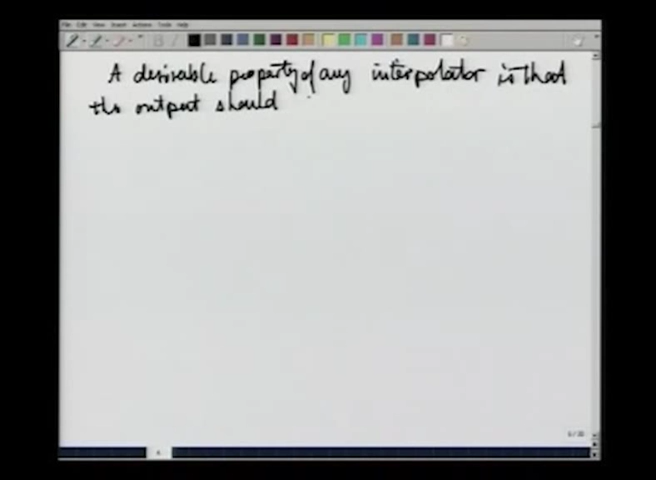 A desirable property of any interpolator is that
the output should